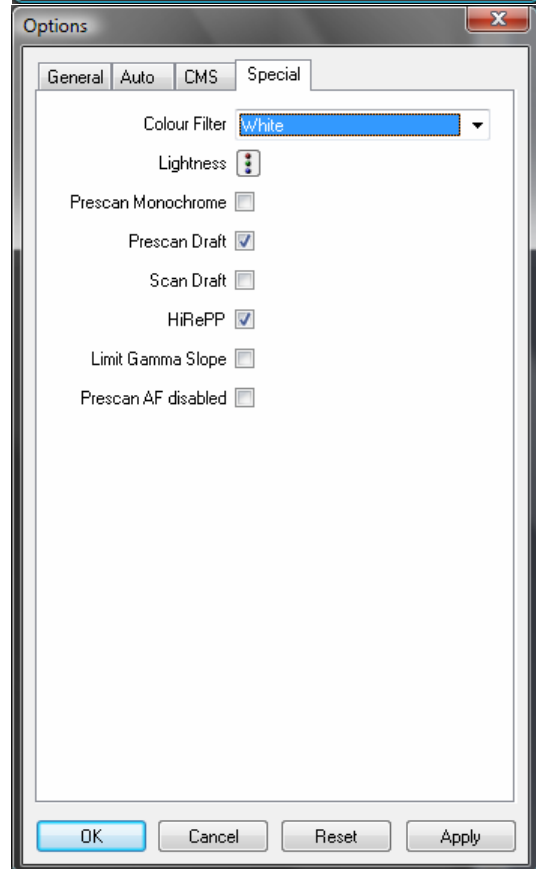 Options
General Auto CMS Special
Colour Filter White
Lightness
Prescan Monochrome
Prescan Draft
Scan Draft
HiRePP
Limit Gamma Slope
Prescan AF disabled
OK Cancel Reset Apply